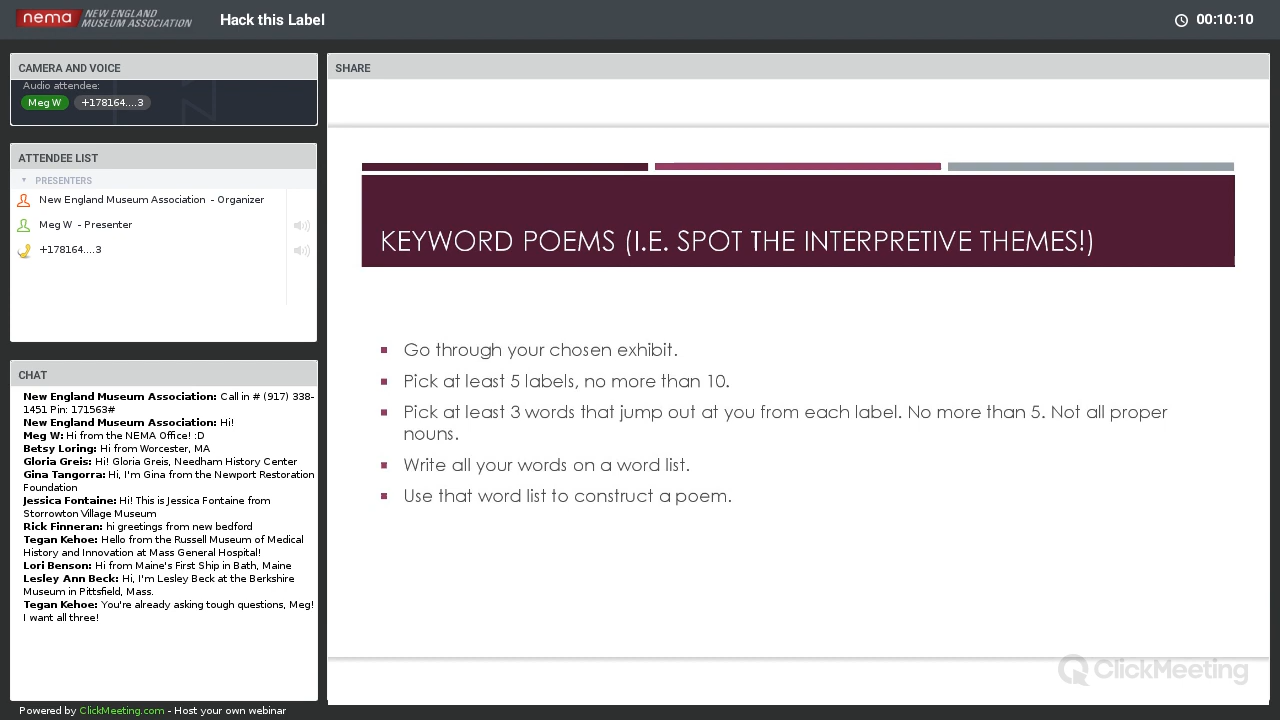 nema NEW ENGLAND
MUSEUM ASSOCIATION
Hack this Label
00:10:10
CAMERA AND VOICE
Audio attendee:
Meg W +178164....3
ATTENDEE LIST
PRESENTERS
New England Museum Association - Organizer
Meg W - Presenter
+178164....3
CHAT
New England Museum Association: Call in # (917) 338-
1451 Pin: 171563#
New England Museum Association: Hi!
Meg W: Hi from the NEMA Office! :D
Betsy Loring: Hi from Worcester, MA
Gloria Greis: Hi! Gloria Greis, Needham History Center
Gina Tangorra: Hi, I'm Gina from the Newport Restoration
Foundation
Jessica Fontaine: Hi! This is Jessica Fontaine from
Storrowton Village Museum
Rick Finneran: hi greetings from new bedford
Tegan Kehoe: Hello from the Russell Museum of Medical
History and Innovation at Mass General Hospital!
Lori Benson: Hi from Maine's First Ship in Bath, Maine
Lesley Ann Beck: Hi, I'm Lesley Beck at the Berkshire
Museum in Pittsfield, Mass.
Tegan Kehoe: You're already asking tough questions, Meg!
I want all three!
Powered by ClickMeeting.com - Host your own webinar
SHARE
KEYWORD POEMS (I.E. SPOT THE INTERPRETIVE THEMES!)
Go through your chosen exhibit.
Pick at least 5 labels, no more than 10.
Pick at least 3 words that jump out at you from each label. No more than 5. Not all proper
nouns.
Write all your words on a word list.
Use that word list to construct a poem.
ClickMeeting